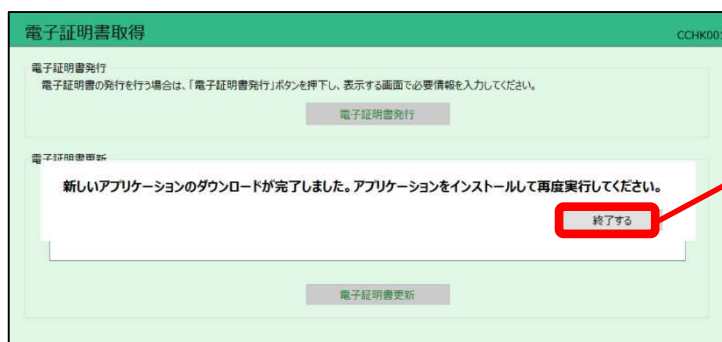 電子証明書取得
CCHK00
電子証明書発行
電子証明書の発行を行う場合は、「電子証明書発行」ボタンを押下し、表示する画面で必要情報を入力してください。
電子証明書発行
電子証明書更新
新しいアプリケーションのダウンロードが完了しました。アプリケーションをインストールして再度実行してください。
終了する
電子証明書更新